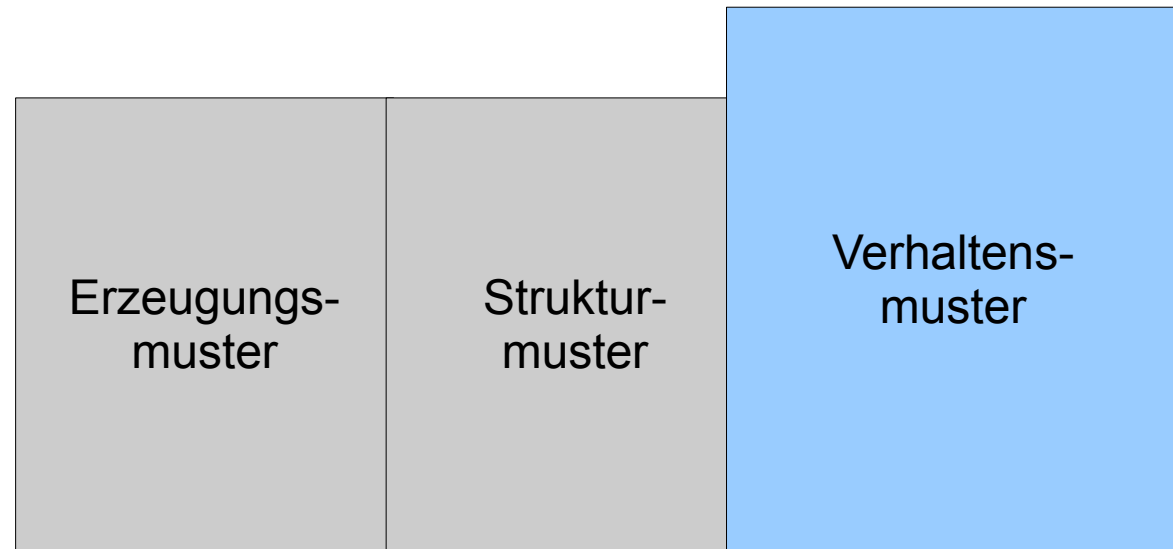 Erzeugungs-
muster
Struktur-
muster
Verhaltens-
muster